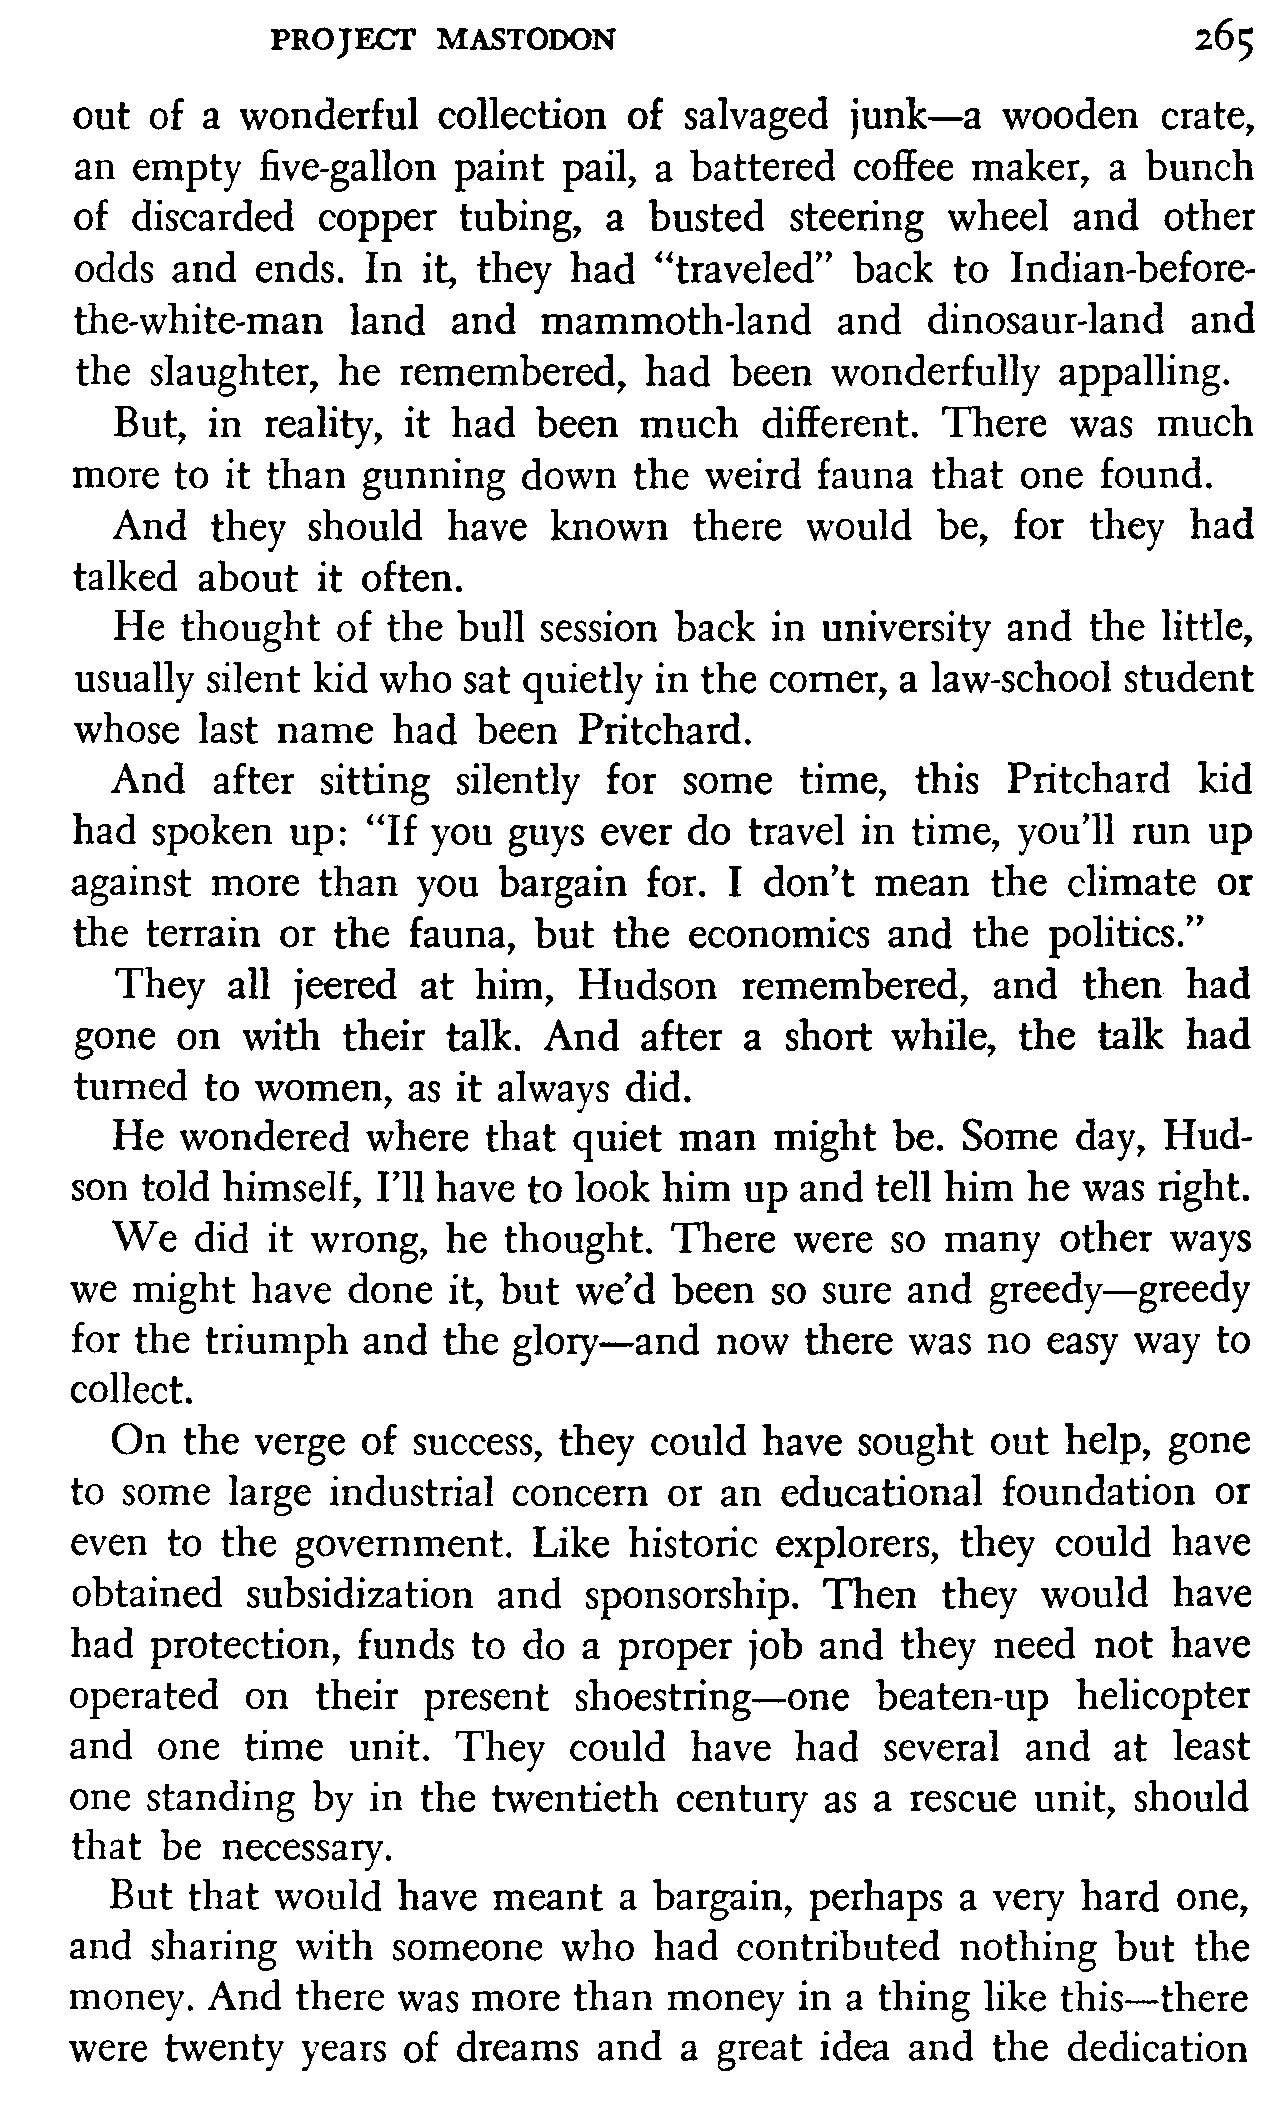 PROJECT MASTODON 265
out of a wonderful collection of salvaged junk—a wooden crate,
an empty five-gallon paint pail, a battered coffee maker, a bunch
of discarded copper tubing, a busted steering wheel and other
odds and ends. In it, they had “traveled” back to Indian-before-
the-white-man land and mammoth-land and dinosaur-land and
the slaughter, he remembered, had been wonderfully appalling.
But, in reality, it had been much different. There was much
more to it than gunning down the weird fauna that one found.
And they should have known there would be, for they had
talked about it often.
He thought of the bull session back in university and the little,
usually silent kid who sat quietly in the corner, a law-school student
whose last name had been Pritchard.
And after sitting silently for some time, this Pritchard kid
had spoken up: “If you guys ever do travel in time, you’ll run up
against more than you bargain for. I don’t mean the climate or
the terrain or the fauna, but the economics and the politics.”
They all jeered at him, Hudson remembered, and then had
gone on with their talk. And after a short while, the talk had
turned to women, as it always did.
He wondered where that quiet man might be. Some day, Hud-
son told himself, I’ll have to look him up and tell him he was right.
We did it wrong, he thought. There were so many other ways
we might have done it, but we’d been so sure and greedy—greedy
for the triumph and the glory—and now there was no easy way to
collect.
On the verge of success, they could have sought out help, gone
to some large industrial concern or an educational foundation or
even to the government. Like historic explorers, they could have
obtained subsidization and sponsorship. Then they would have
had protection, funds to do a proper job and they need not have
operated on their present shoestring—one beaten-up helicopter
and one time unit. They could have had several and at least
one standing by in the twentieth century as a rescue unit, should
that be necessary.
But that would have meant a bargain, perhaps a very hard one,
and sharing with someone who had contributed nothing but the
money. And there was more than money in a thing like this—there
were twenty years of dreams and a great idea and the dedication